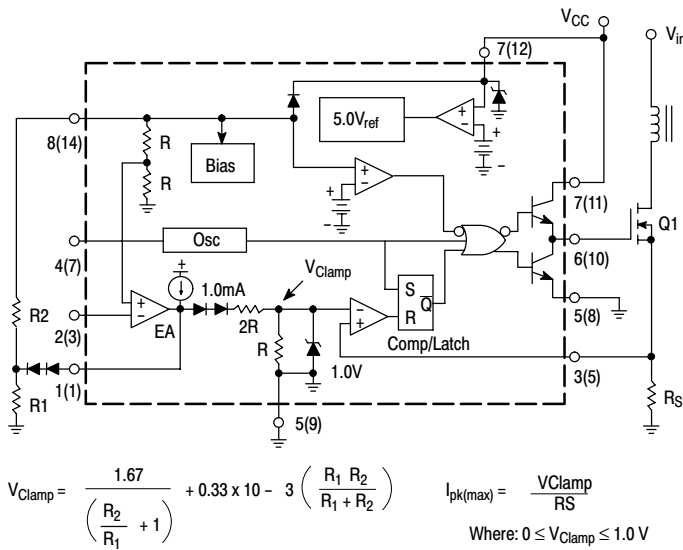 VCC
Vin
7(12)
5.0Vref
+
–
+
–
8(14)
R
Bias
R
+
–
+
–
7(11)
Q1
4(7)
Osc
6(10)
+
VClamp
1.0mA
S
Q
R
5(8)
R2
+
–
EA
2R
–
+
Comp/Latch
2(3)
R
1.0V
3(5)
1(1)
R1
5(9)
RS
VClamp = 1.67 / ( R2 / R1 + 1 ) + 0.33 x 10 – 3 ( R1 R2 / R1 + R2 )
Ipk(max) = VClamp / RS
Where: 0 ≤ VClamp ≤ 1.0 V